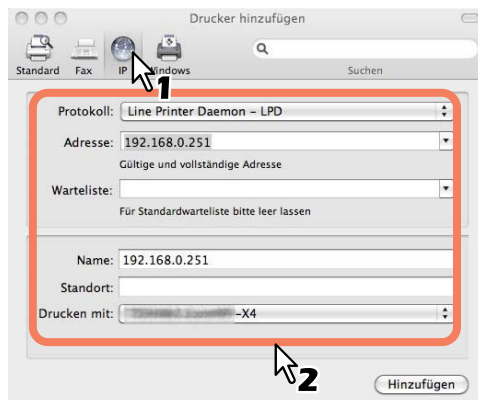 Drucker hinzufügen
Standard Fax IP Windows Suchen
1
Protokoll: Line Printer Daemon – LPD
Adresse: 192.168.0.251
Gültige und vollständige Adresse
Warteliste:
Für Standardwarteliste bitte leer lassen
Name: 192.168.0.251
Standort:
Drucken mit: -X4
2
Hinzufügen